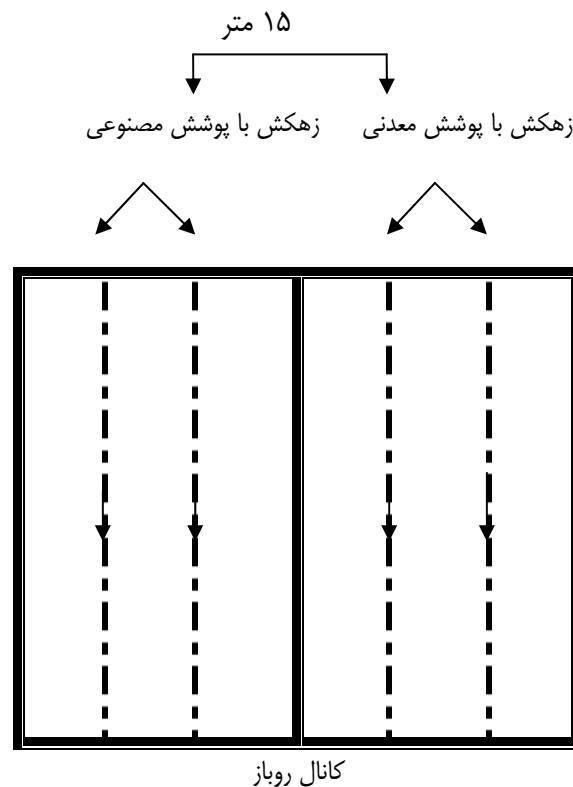 ۱۵ متر
زهکش با پوشش معدنی
زهکش با پوشش مصنوعی
کانال روباز